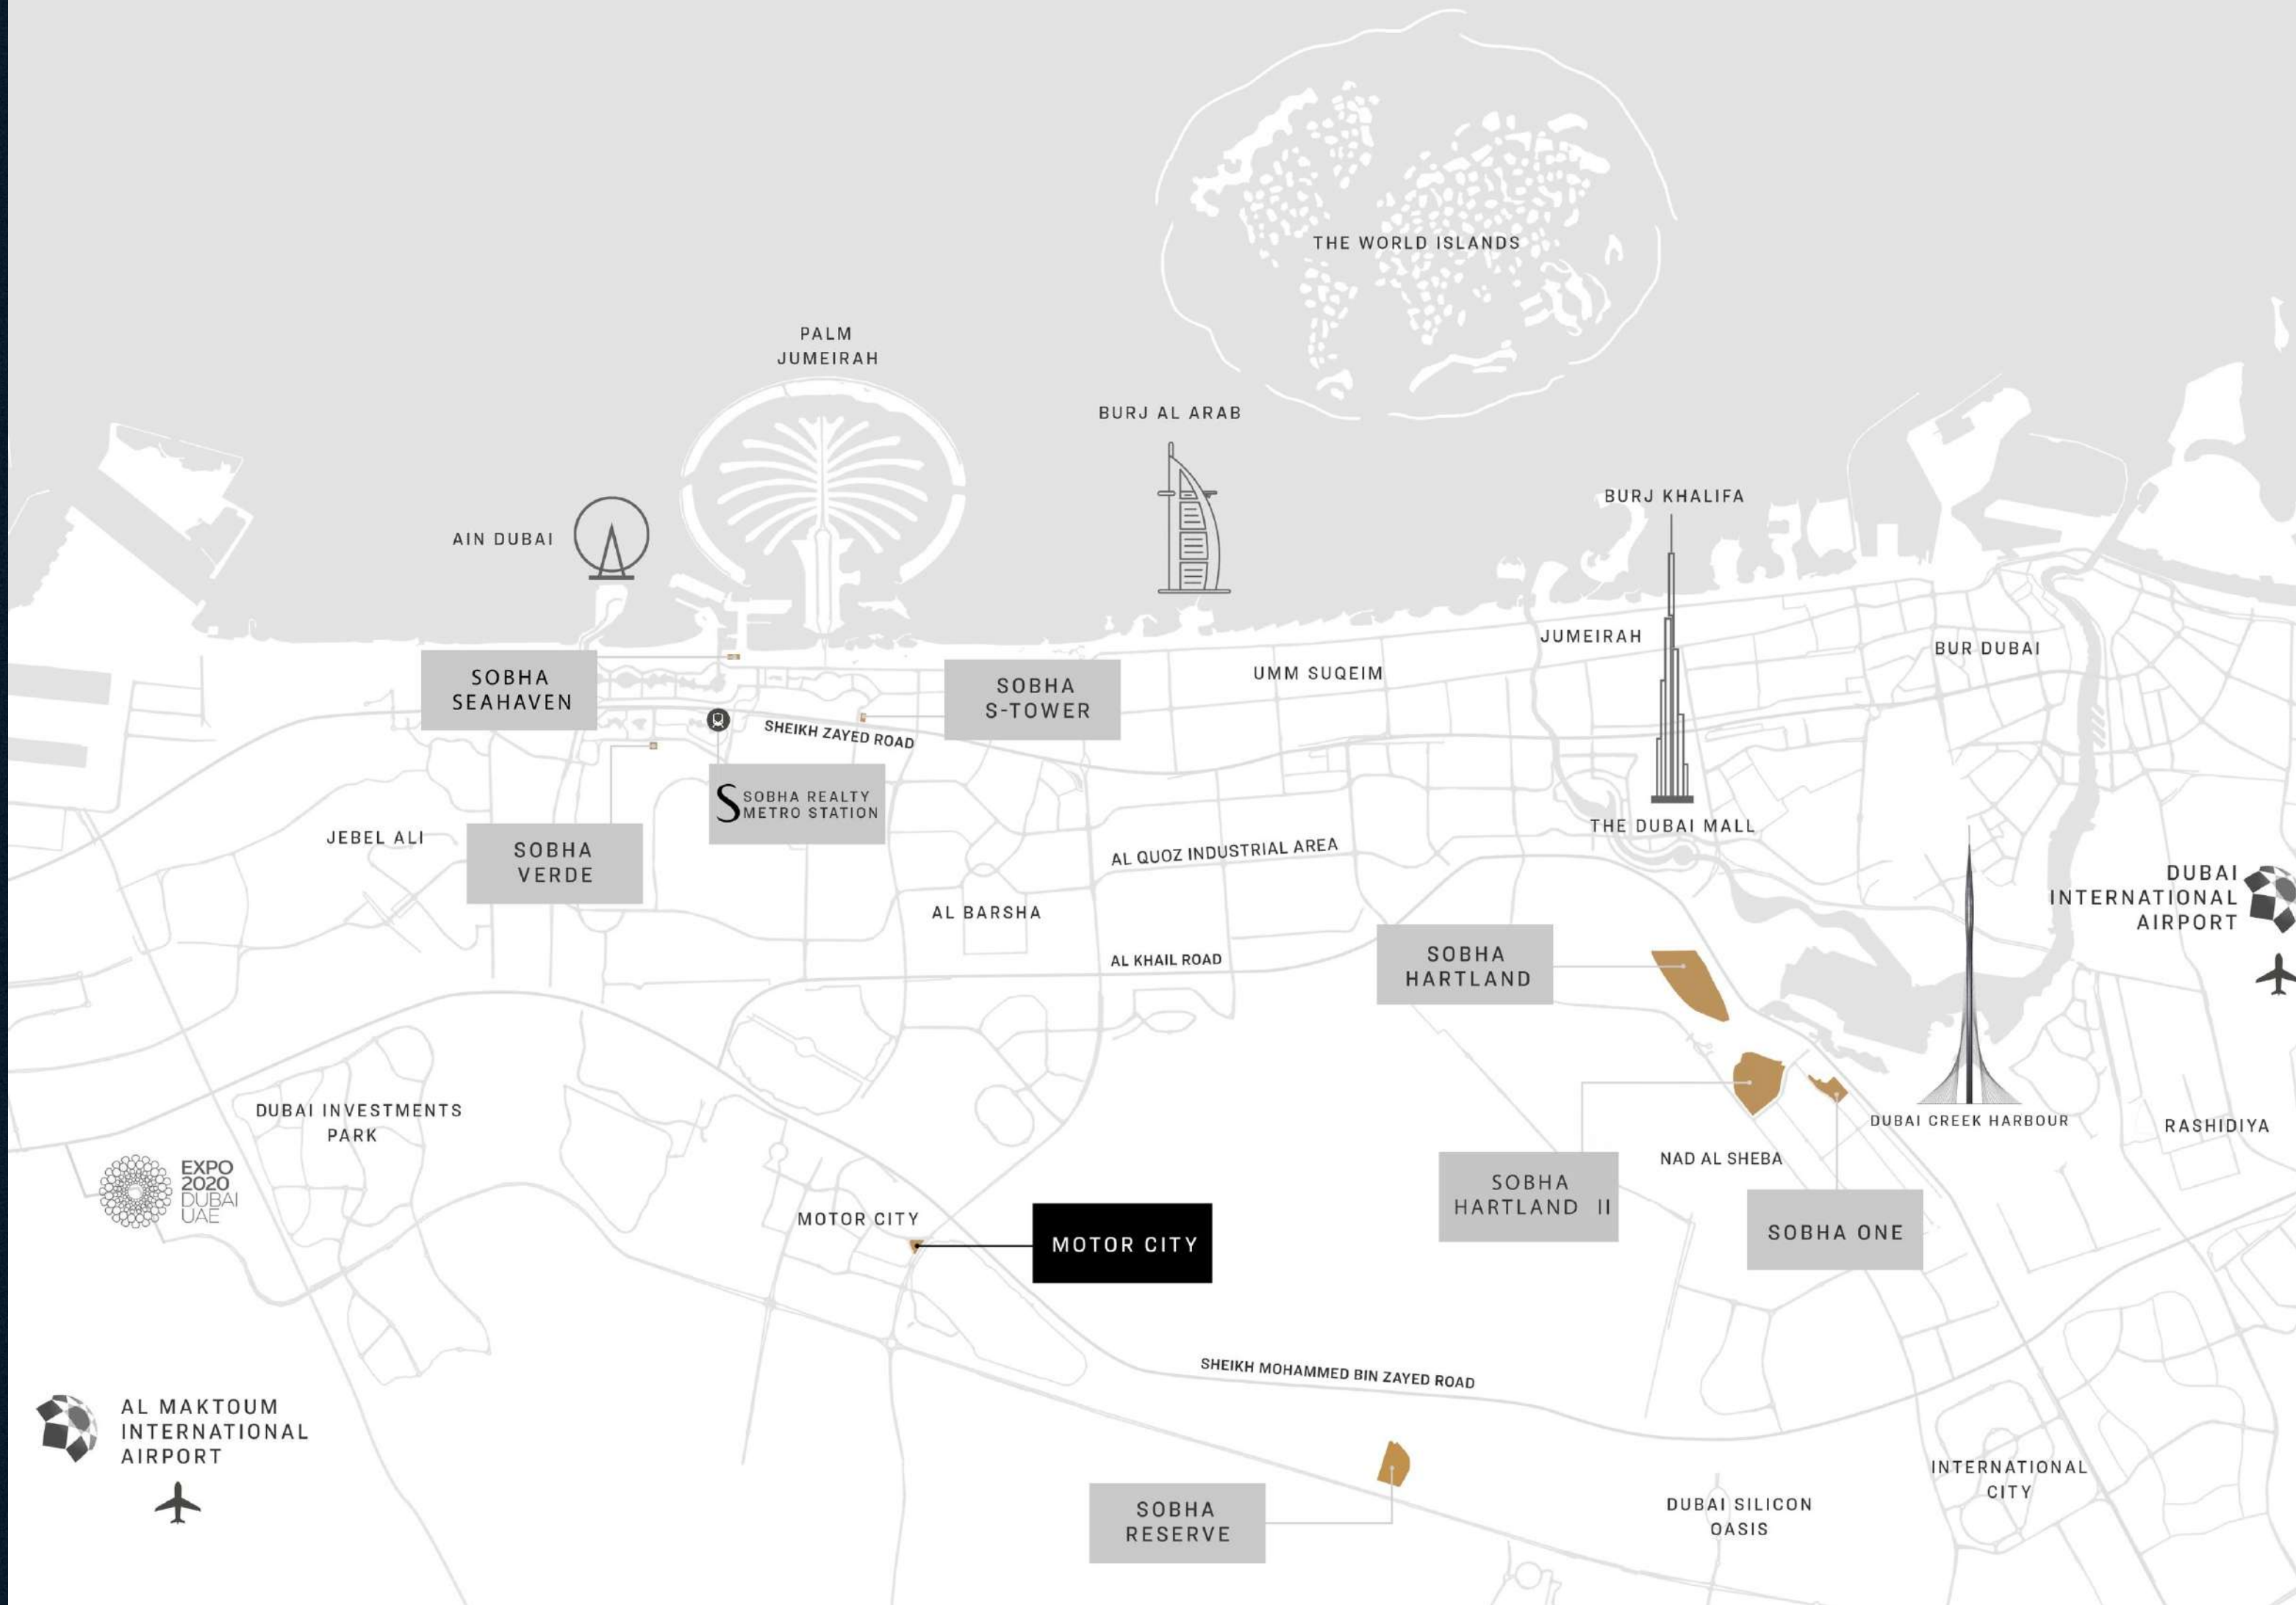 THE WORLD ISLANDS
PALM
JUMEIRAH
BURJ AL ARAB
BURJ KHALIFA
AIN DUBAI
JUMEIRAH
BUR DUBAI
UMM SUQEIM
SOBHA
SEAHAVEN
SOBHA
S-TOWER
SHEIKH ZAYED ROAD
S SOBHA REALTY
METRO STATION
THE DUBAI MALL
JEBEL ALI
SOBHA
VERDE
AL QUOZ INDUSTRIAL AREA
DUBAI
INTERNATIONAL
AIRPORT
AL BARSHA
AL KHAIL ROAD
SOBHA
HARTLAND
DUBAI INVESTMENTS
PARK
DUBAI CREEK HARBOUR
RASHIDIYA
NAD AL SHEBA
EXPO
2020
DUBAI
UAE
SOBHA
HARTLAND II
MOTOR CITY
MOTOR CITY
SOBHA ONE
SHEIKH MOHAMMED BIN ZAYED ROAD
AL MAKTOUM
INTERNATIONAL
AIRPORT
INTERNATIONAL
CITY
SOBHA
RESERVE
DUBAI SILICON
OASIS